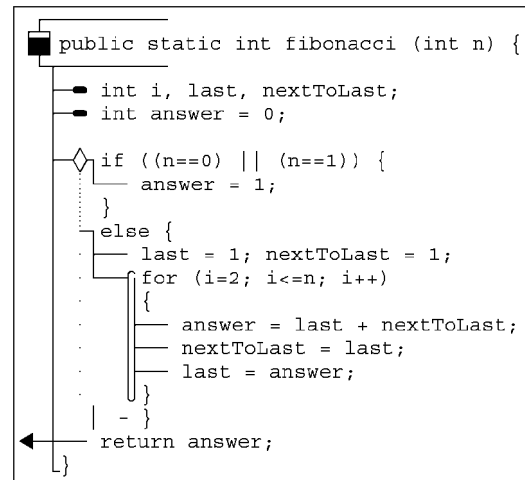 public static int fibonacci (int n) {
int i, last, nextToLast;
int answer = 0;
if ((n==0) || (n==1)) {
answer = 1;
}
else {
last = 1; nextToLast = 1;
for (i=2; i<=n; i++)
{
answer = last + nextToLast;
nextToLast = last;
last = answer;
}
}
return answer;
}